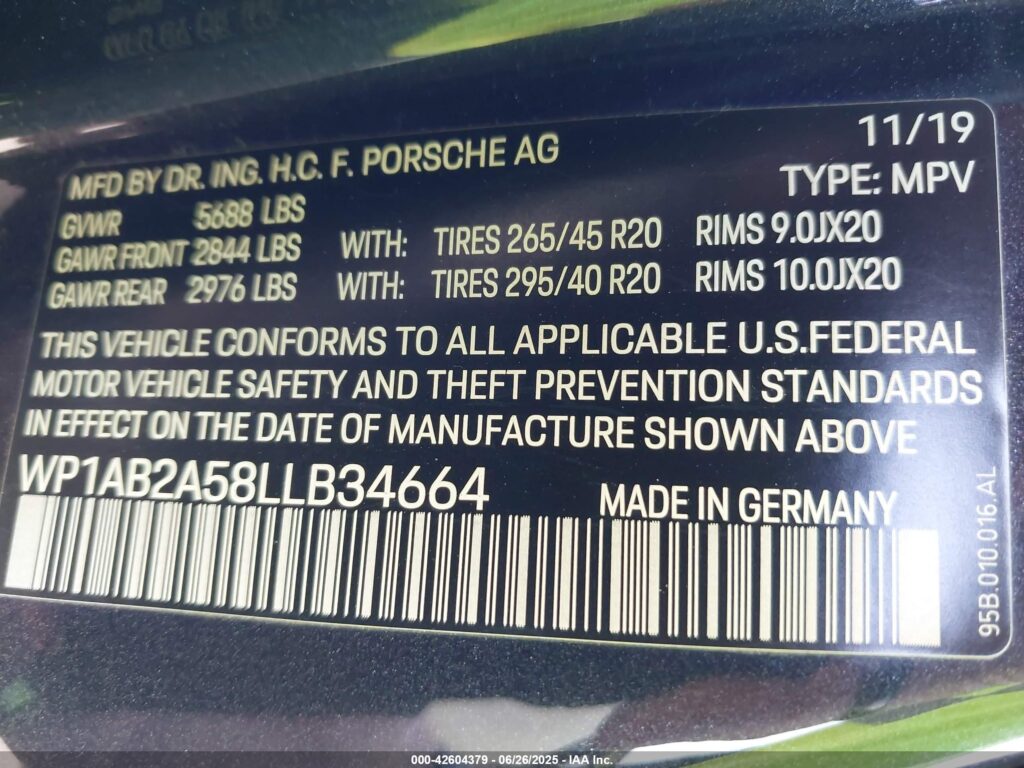 MFD BY DR. ING. H.C. F. PORSCHE AG 11/19
TYPE: MPV
GVWR 5688 LBS
GAWR FRONT 2844 LBS WITH: TIRES 265/45 R20 RIMS 9.0JX20
GAWR REAR 2976 LBS WITH: TIRES 295/40 R20 RIMS 10.0JX20
THIS VEHICLE CONFORMS TO ALL APPLICABLE U.S.FEDERAL
MOTOR VEHICLE SAFETY AND THEFT PREVENTION STANDARDS
IN EFFECT ON THE DATE OF MANUFACTURE SHOWN ABOVE
WP1AB2A58LLB34664 MADE IN GERMANY
95B.010.016.AL
000-42604379 - 06/26/2025 - IAA Inc.